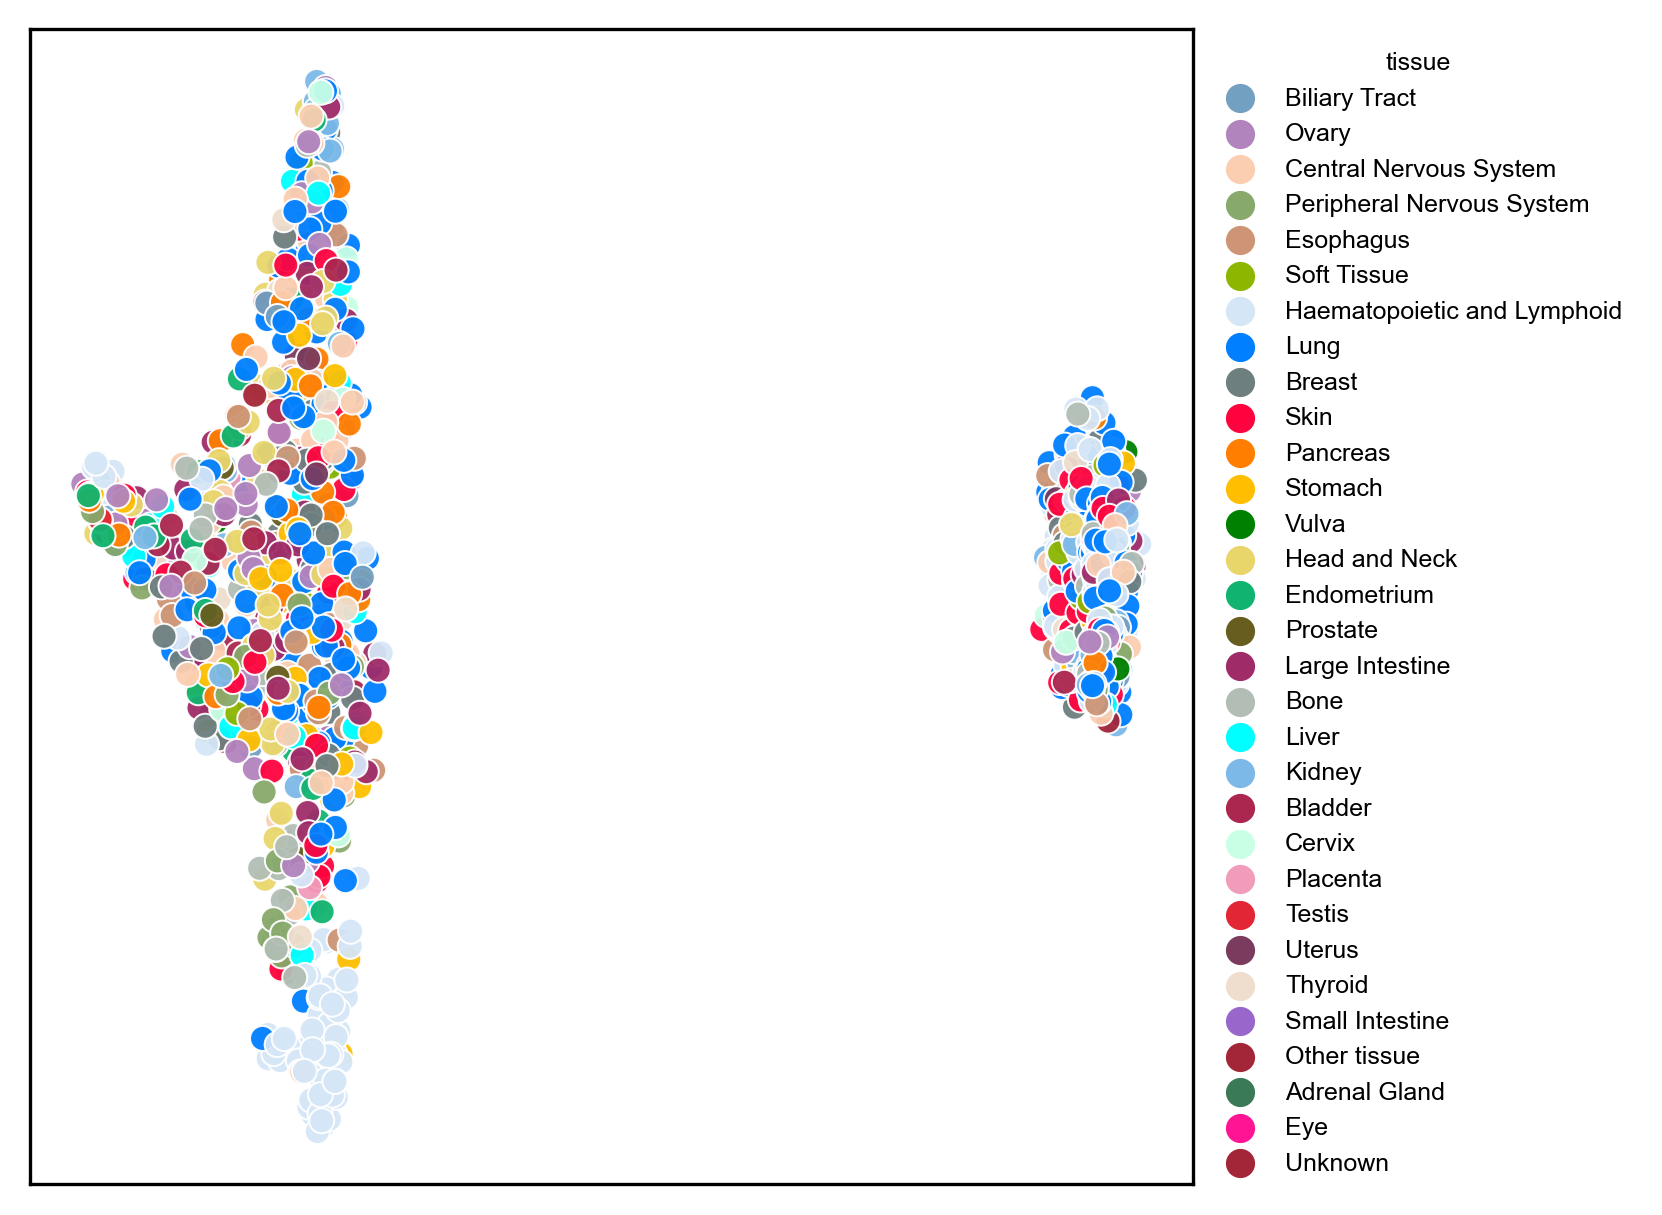 tissue
Biliary Tract
Ovary
Central Nervous System
Peripheral Nervous System
Esophagus
Soft Tissue
Haematopoietic and Lymphoid
Lung
Breast
Skin
Pancreas
Stomach
Vulva
Head and Neck
Endometrium
Prostate
Large Intestine
Bone
Liver
Kidney
Bladder
Cervix
Placenta
Testis
Uterus
Thyroid
Small Intestine
Other tissue
Adrenal Gland
Eye
Unknown